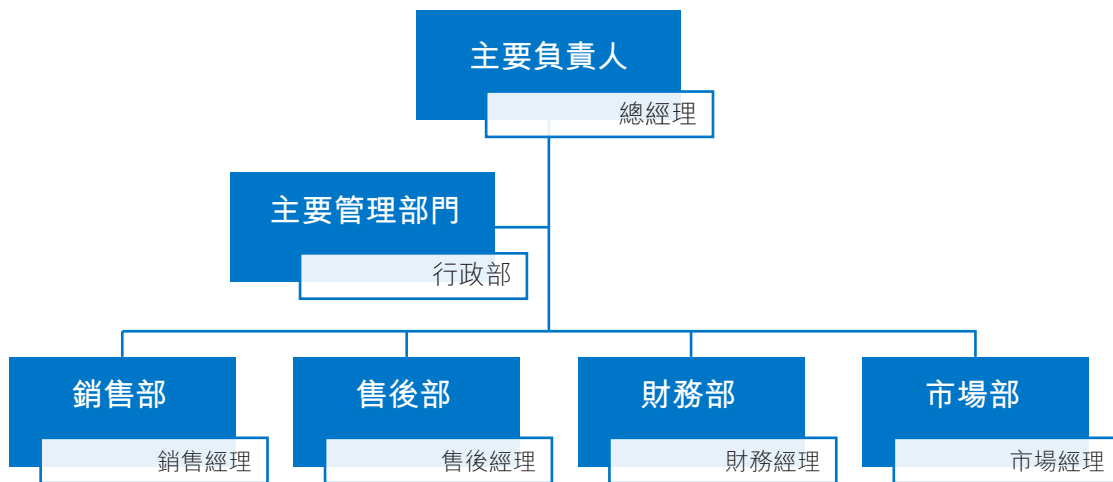 主要負責人
總經理
主要管理部門
行政部
銷售部
銷售經理
售後部
售後經理
財務部
財務經理
市場部
市場經理